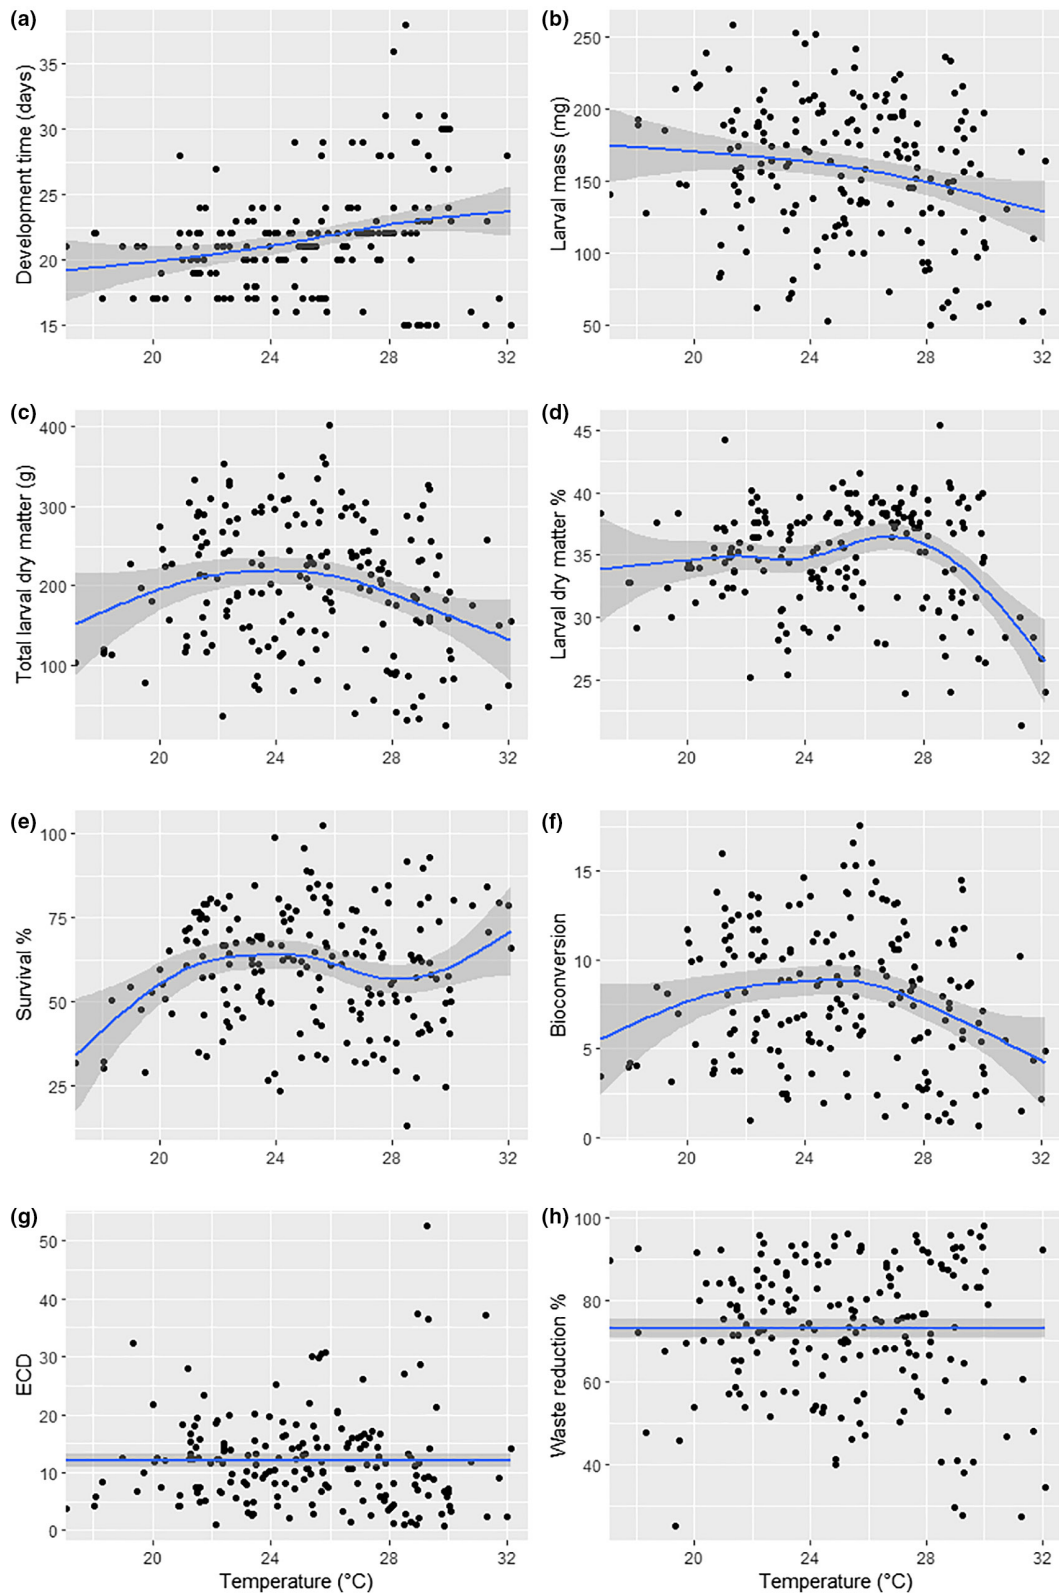 (a)
Development time (days)
35
30
25
20
15
20 24 28 32
(b)
Larval mass (mg)
250
200
150
100
50
20 24 28 32
(c)
Total larval dry matter (g)
400
300
200
100
20 24 28 32
(d)
Larval dry matter %
45
40
35
30
25
20 24 28 32
(e)
Survival %
100
75
50
25
20 24 28 32
(f)
Bioconversion
15
10
5
0
20 24 28 32
(g)
ECD
50
40
30
20
10
0
20 24 28 32
Temperature (°C)
(h)
Waste reduction %
100
80
60
40
20 24 28 32
Temperature (°C)